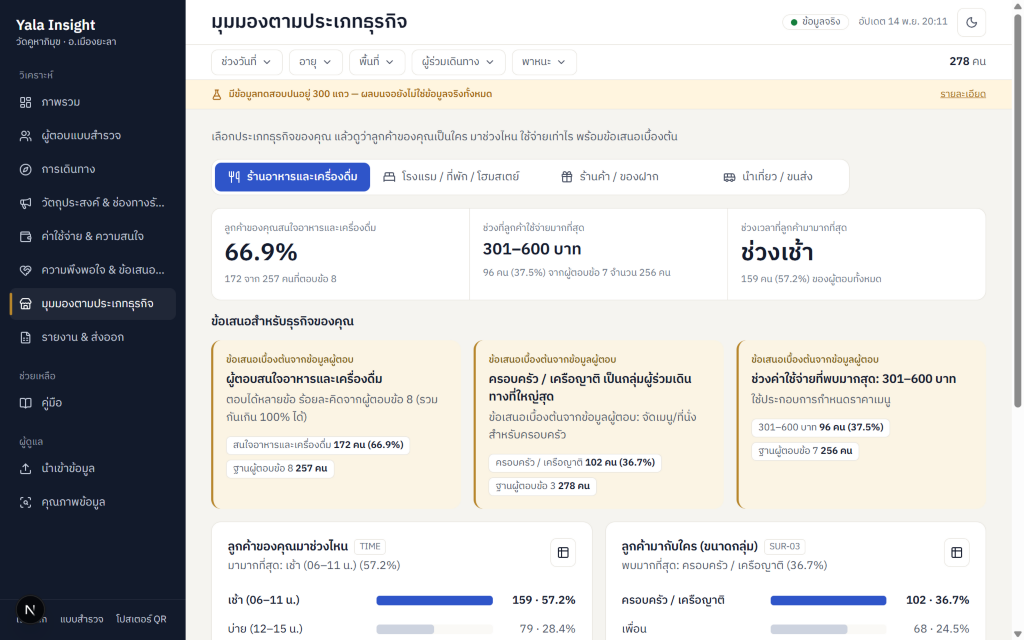 Yala Insight
วัดคูหาภิมุข · อ.เมืองยะลา
วิเคราะห์
ภาพรวม
ผู้ตอบแบบสำรวจ
การเดินทาง
วัตถุประสงค์ & ช่องทางรั...
ค่าใช้จ่าย & ความสนใจ
ความพึงพอใจ & ข้อเสนอ...
มุมมองตามประเภทธุรกิจ
รายงาน & ส่งออก
ช่วยเหลือ
คู่มือ
ผู้ดูแล
นำเข้าข้อมูล
คุณภาพข้อมูล
N
แบบสำรวจ
โปสเตอร์ QR
มุมมองตามประเภทธุรกิจ
ข้อมูลจริง
อัปเดต 14 พ.ย. 20:11
ช่วงวันที่
อายุ
พื้นที่
ผู้ร่วมเดินทาง
พาหนะ
278 คน
มีข้อมูลทดสอบปนอยู่ 300 แถว — ผลบนจอยังไม่ใช่ข้อมูลจริงทั้งหมด
รายละเอียด
เลือกประเภทธุรกิจของคุณ แล้วดูว่าลูกค้าของคุณเป็นใคร มาช่วงไหน ใช้จ่ายเท่าไร พร้อมข้อเสนอเบื้องต้น
ร้านอาหารและเครื่องดื่ม
โรงแรม / ที่พัก / โฮมสเตย์
ร้านค้า / ของฝาก
นำเที่ยว / ขนส่ง
ลูกค้าของคุณสนใจอาหารและเครื่องดื่ม
66.9%
172 จาก 257 คนที่ตอบข้อ 8
ช่วงที่ลูกค้าใช้จ่ายมากที่สุด
301–600 บาท
96 คน (37.5%) จากผู้ตอบข้อ 7 จำนวน 256 คน
ช่วงเวลาที่ลูกค้ามามากที่สุด
ช่วงเช้า
159 คน (57.2%) ของผู้ตอบทั้งหมด
ข้อเสนอสำหรับธุรกิจของคุณ
ข้อเสนอเบื้องต้นจากข้อมูลผู้ตอบ
ผู้ตอบสนใจอาหารและเครื่องดื่ม
ตอบได้หลายข้อ ร้อยละคิดจากผู้ตอบข้อ 8 (รวม
กันเกิน 100% ได้)
สนใจอาหารและเครื่องดื่ม 172 คน (66.9%)
ฐานผู้ตอบข้อ 8 257 คน
ข้อเสนอเบื้องต้นจากข้อมูลผู้ตอบ
ครอบครัว / เครือญาติ เป็นกลุ่มผู้ร่วมเดิน
ทางที่ใหญ่สุด
ข้อเสนอเบื้องต้นจากข้อมูลผู้ตอบ: จัดเมนู/ที่นั่ง
สำหรับครอบครัว
ครอบครัว / เครือญาติ 102 คน (36.7%)
ฐานผู้ตอบข้อ 3 278 คน
ข้อเสนอเบื้องต้นจากข้อมูลผู้ตอบ
ช่วงค่าใช้จ่ายที่พบมากสุด: 301–600 บาท
ใช้ประกอบการกำหนดราคาเมนู
301–600 บาท 96 คน (37.5%)
ฐานผู้ตอบข้อ 7 256 คน
ลูกค้าของคุณมาช่วงไหน TIME
มามากที่สุด: เช้า (06–11 น.) (57.2%)
เช้า (06–11 น.) 159 · 57.2%
บ่าย (12–15 น.) 79 · 28.4%
ลูกค้ามากับใคร (ขนาดกลุ่ม) SUR-03
พบมากที่สุด: ครอบครัว / เครือญาติ (36.7%)
ครอบครัว / เครือญาติ 102 · 36.7%
เพื่อน 68 · 24.5%